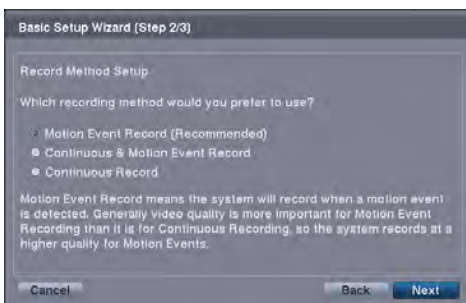 Basic Setup Wizard (Step 2/3)
Record Method Setup
Which recording method would you prefer to use?
Motion Event Record (Recommended)
Continuous & Motion Event Record
Continuous Record
Motion Event Record means the system will record when a motion event
is detected. Generally video quality is more important for Motion Event
Recording than it is for Continuous Recording, so the system records at a
higher quality for Motion Events.
Cancel
Back
Next